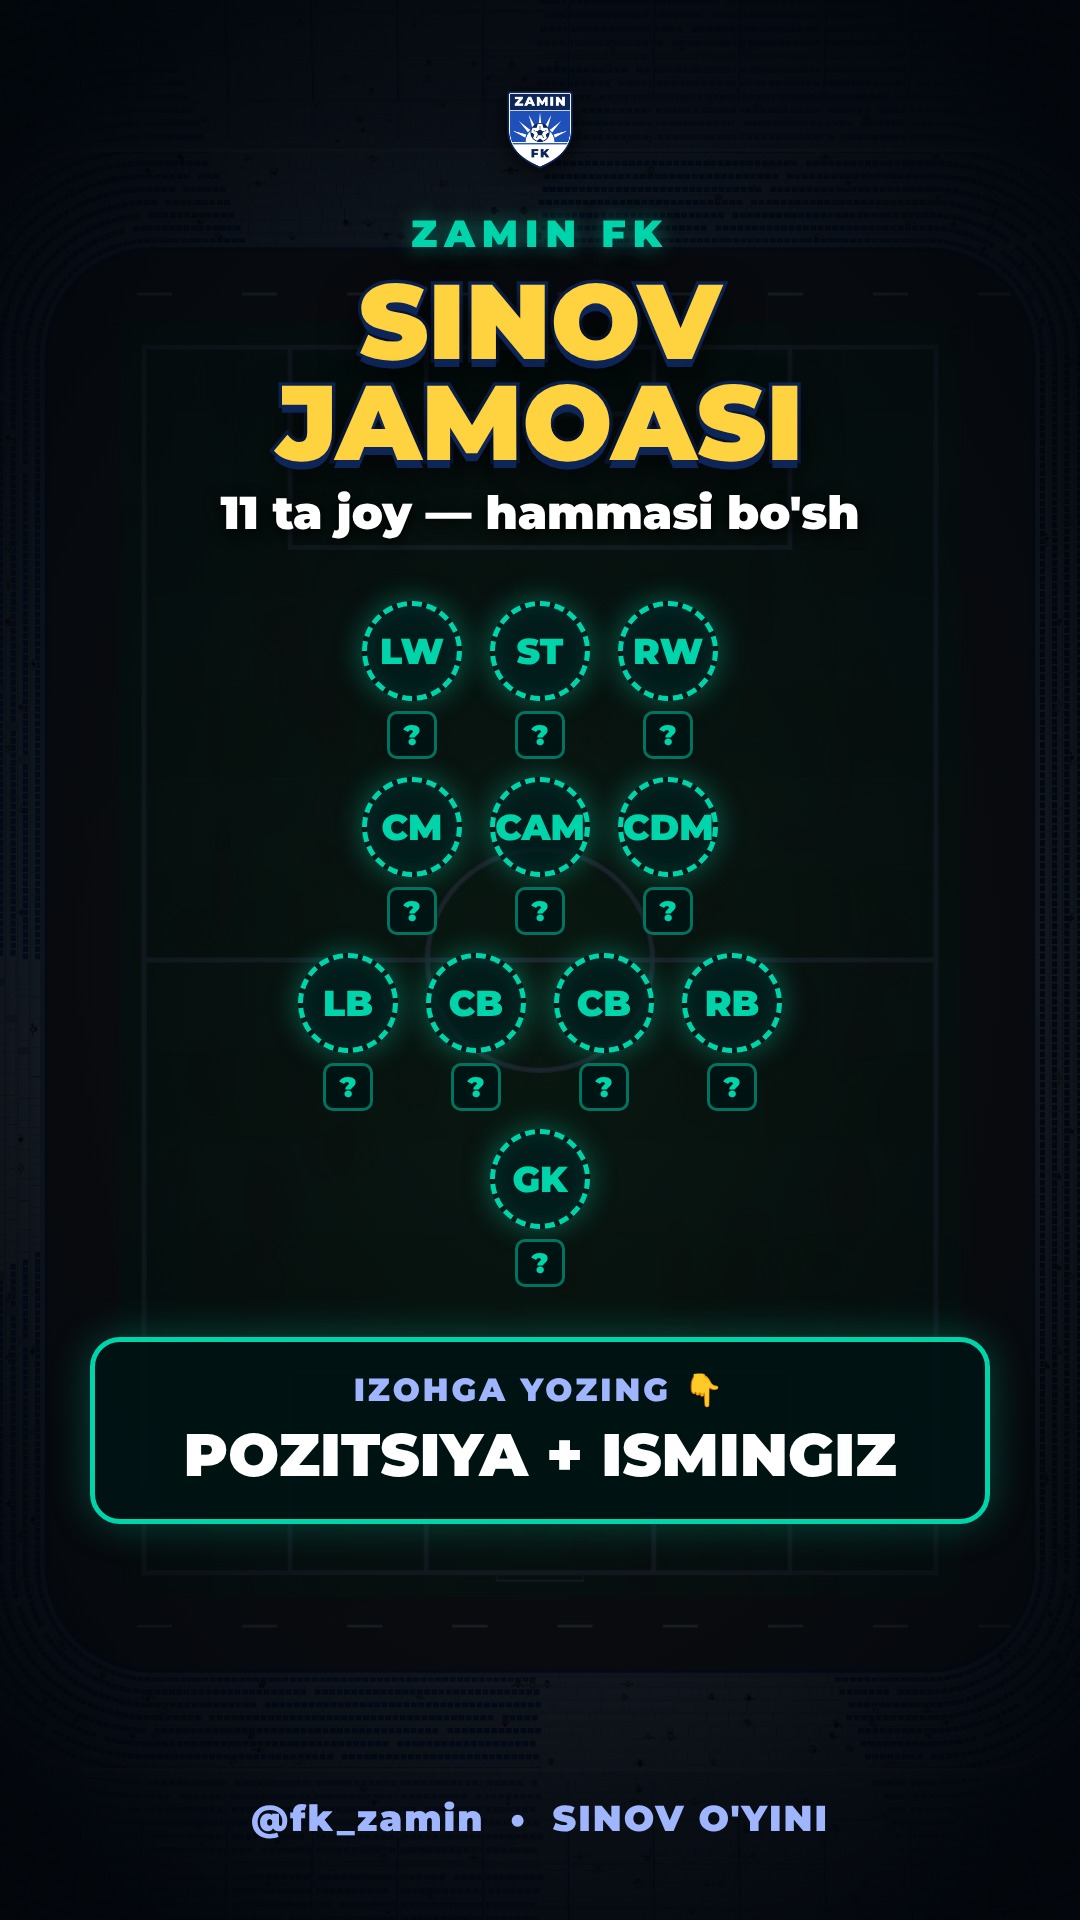 ZAMIN
FK
ZAMIN FK
SINOV
JAMOASI
11 ta joy — hammasi bo'sh
LW ST RW
? ? ?
CM CAM CDM
? ? ?
LB CB CB RB
? ? ? ?
GK
?
IZOHGA YOZING 👇
POZITSIYA + ISMINGIZ
@fk_zamin • SINOV O'YINI